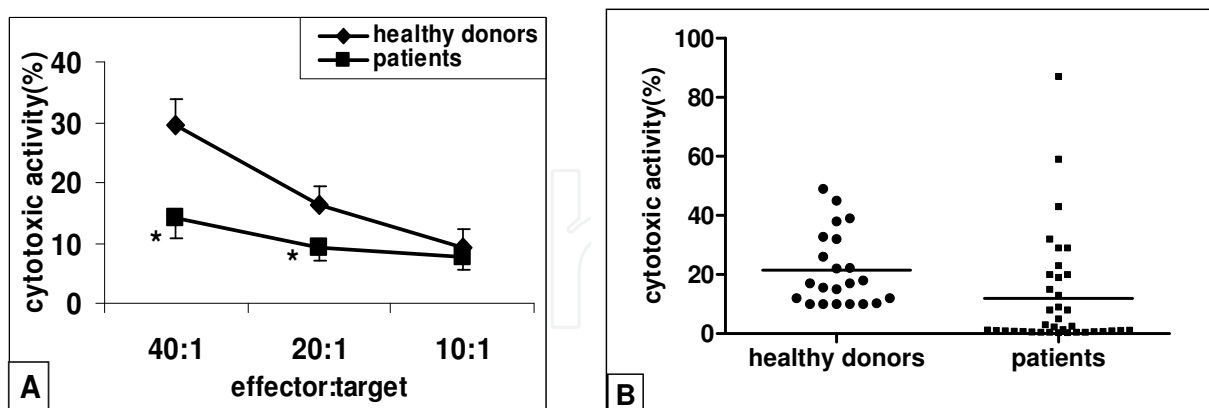 healthy donors
patients
cytotoxic activity(%)
40
30
20
10
0
*
*
40:1 20:1 10:1
effector:target
A
cytotoxic activity(%)
100
80
60
40
20
0
healthy donors patients
B